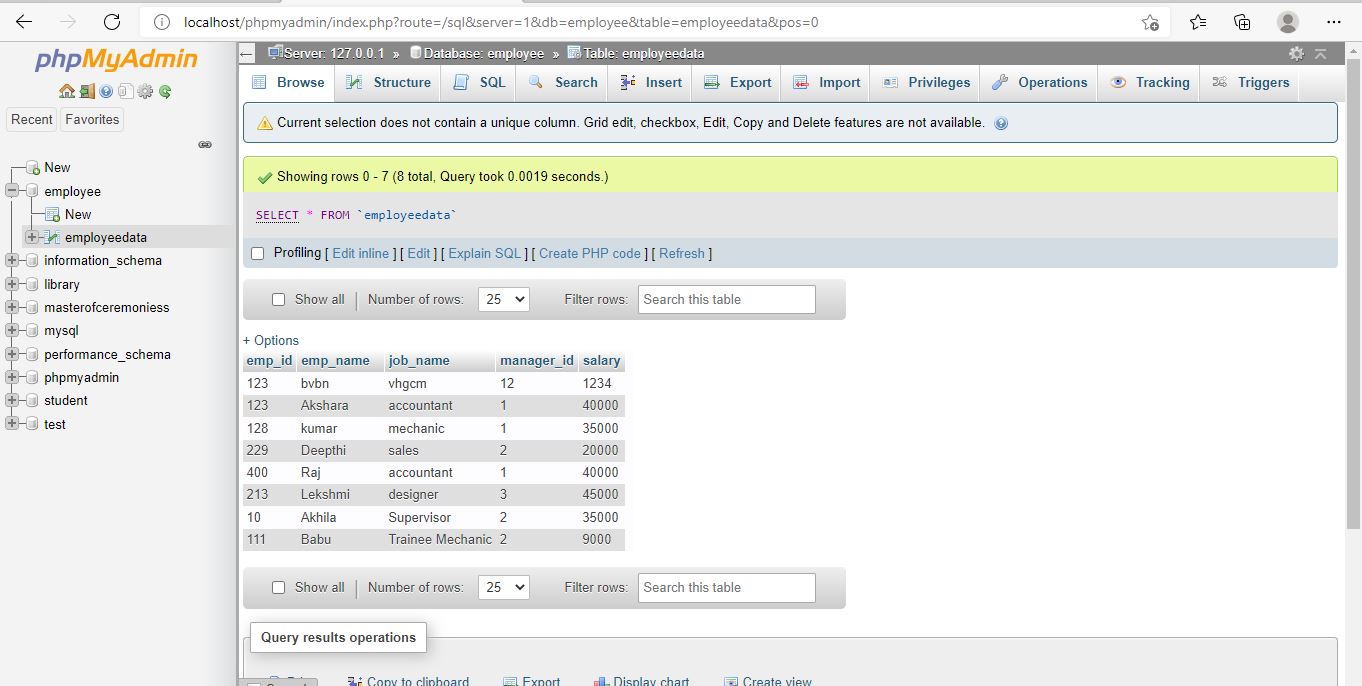 localhost/phpmyadmin/index.php?route=/sql&server=1&db=employee&table=employeedata&pos=0
phpMyAdmin
Recent Favorites
New
employee
New
employeedata
information_schema
library
masterofceremoniess
mysql
performance_schema
phpmyadmin
student
test
Server: 127.0.0.1 » Database: employee » Table: employeedata
Browse Structure SQL Search Insert Export Import Privileges Operations Tracking Triggers
Current selection does not contain a unique column. Grid edit, checkbox, Edit, Copy and Delete features are not available.
Showing rows 0 - 7 (8 total, Query took 0.0019 seconds.)
SELECT * FROM `employeedata`
Profiling [ Edit inline ] [ Edit ] [ Explain SQL ] [ Create PHP code ] [ Refresh ]
Show all | Number of rows: 25 Filter rows: Search this table
+ Options
emp_id emp_name job_name manager_id salary
123 bvbn vhgcm 12 1234
123 Akshara accountant 1 40000
128 kumar mechanic 1 35000
229 Deepthi sales 2 20000
400 Raj accountant 1 40000
213 Lekshmi designer 3 45000
10 Akhila Supervisor 2 35000
111 Babu Trainee Mechanic 2 9000
Show all | Number of rows: 25 Filter rows: Search this table
Query results operations
Copy to clipboard Export Display chart Create view